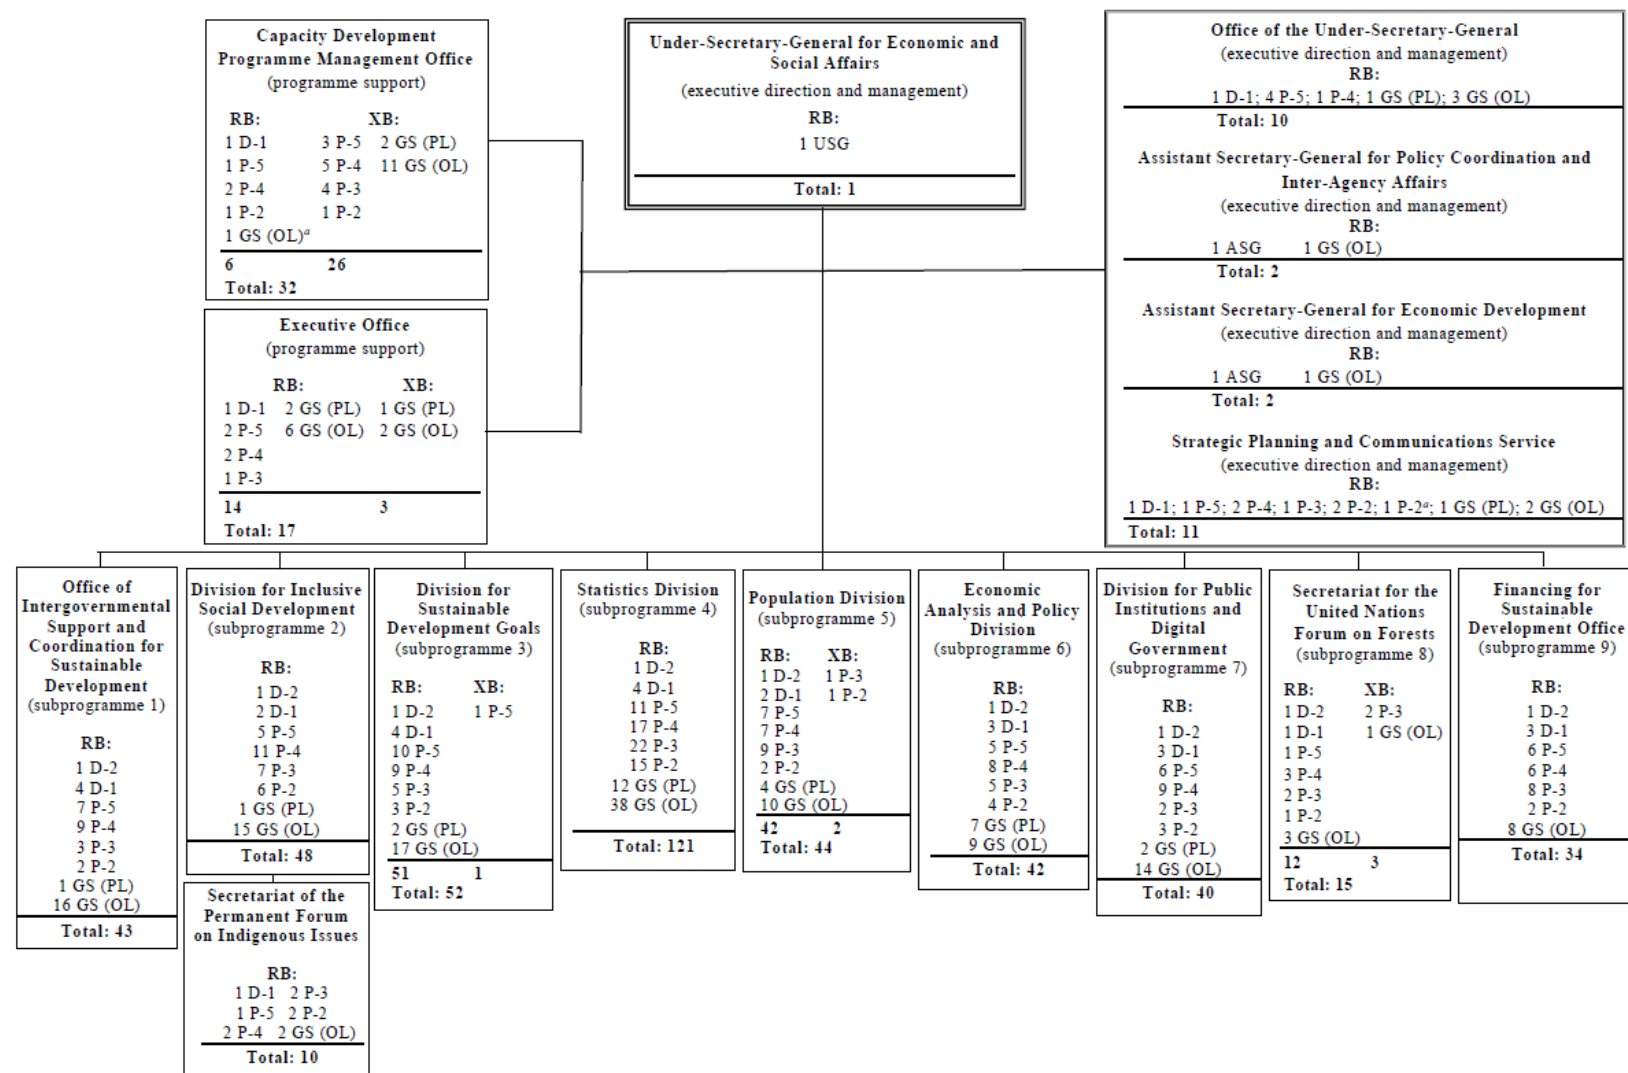 Capacity Development
Programme Management Office
(programme support)
RB: XB:
1 D-1 3 P-5 2 GS (PL)
1 P-5 5 P-4 11 GS (OL)
2 P-4 4 P-3
1 P-2 1 P-2
1 GS (OL)a
6 26
Total: 32
Executive Office
(programme support)
RB: XB:
1 D-1 2 GS (PL) 1 GS (PL)
2 P-5 6 GS (OL) 2 GS (OL)
2 P-4
1 P-3
14 3
Total: 17
Under-Secretary-General for Economic and
Social Affairs
(executive direction and management)
RB:
1 USG
Total: 1
Office of the Under-Secretary-General
(executive direction and management)
RB:
1 D-1; 4 P-5; 1 P-4; 1 GS (PL); 3 GS (OL)
Total: 10
Assistant Secretary-General for Policy Coordination and
Inter-Agency Affairs
(executive direction and management)
RB:
1 ASG 1 GS (OL)
Total: 2
Assistant Secretary-General for Economic Development
(executive direction and management)
RB:
1 ASG 1 GS (OL)
Total: 2
Strategic Planning and Communications Service
(executive direction and management)
RB:
1 D-1; 1 P-5; 2 P-4; 1 P-3; 2 P-2; 1 P-2a; 1 GS (PL); 2 GS (OL)
Total: 11
Office of
Intergovernmental
Support and
Coordination for
Sustainable
Development
(subprogramme 1)
RB:
1 D-2
4 D-1
7 P-5
9 P-4
3 P-3
2 P-2
1 GS (PL)
16 GS (OL)
Total: 43
Division for Inclusive
Social Development
(subprogramme 2)
RB:
1 D-2
2 D-1
5 P-5
11 P-4
7 P-3
6 P-2
1 GS (PL)
15 GS (OL)
Total: 48
Secretariat of the
Permanent Forum
on Indigenous Issues
RB:
1 D-1 2 P-3
1 P-5 2 P-2
2 P-4 2 GS (OL)
Total: 10
Division for
Sustainable
Development Goals
(subprogramme 3)
RB: XB:
1 D-2 1 P-5
4 D-1
10 P-5
9 P-4
5 P-3
3 P-2
2 GS (PL)
17 GS (OL)
51 1
Total: 52
Statistics Division
(subprogramme 4)
RB:
1 D-2
4 D-1
11 P-5
17 P-4
22 P-3
15 P-2
12 GS (PL)
38 GS (OL)
Total: 121
Population Division
(subprogramme 5)
RB: XB:
1 D-2 1 P-3
2 D-1 1 P-2
7 P-5
7 P-4
9 P-3
2 P-2
4 GS (PL)
10 GS (OL)
42 2
Total: 44
Economic
Analysis and Policy
Division
(subprogramme 6)
RB:
1 D-2
3 D-1
5 P-5
8 P-4
5 P-3
4 P-2
7 GS (PL)
9 GS (OL)
Total: 42
Division for Public
Institutions and
Digital
Government
(subprogramme 7)
RB:
1 D-2
3 D-1
6 P-5
9 P-4
2 P-3
3 P-2
2 GS (PL)
14 GS (OL)
Total: 40
Secretariat for the
United Nations
Forum on Forests
(subprogramme 8)
RB: XB:
1 D-2 2 P-3
1 D-1 1 GS (OL)
1 P-5
3 P-4
2 P-3
1 P-2
3 GS (OL)
12 3
Total: 15
Financing for
Sustainable
Development Office
(subprogramme 9)
RB:
1 D-2
3 D-1
6 P-5
6 P-4
8 P-3
2 P-2
8 GS (OL)
Total: 34